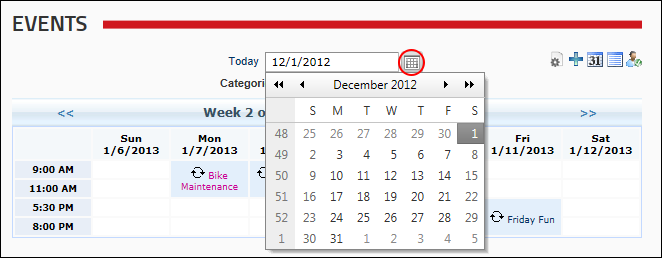 EVENTS
Today 12/1/2012
31
Categori
December 2012
S M T W T F S
48 25 26 27 28 29 30 1
49 2 3 4 5 6 7 8
50 9 10 11 12 13 14 15
51 16 17 18 19 20 21 22
52 23 24 25 26 27 28 29
1 30 31 1 2 3 4 5
<< Week 2 o >>
Sun Mon Fri Sat
1/6/2013 1/7/2013 1 1/11/2013 1/12/2013
9:00 AM
Bike
Maintenance
11:00 AM
5:30 PM Friday Fun
8:00 PM